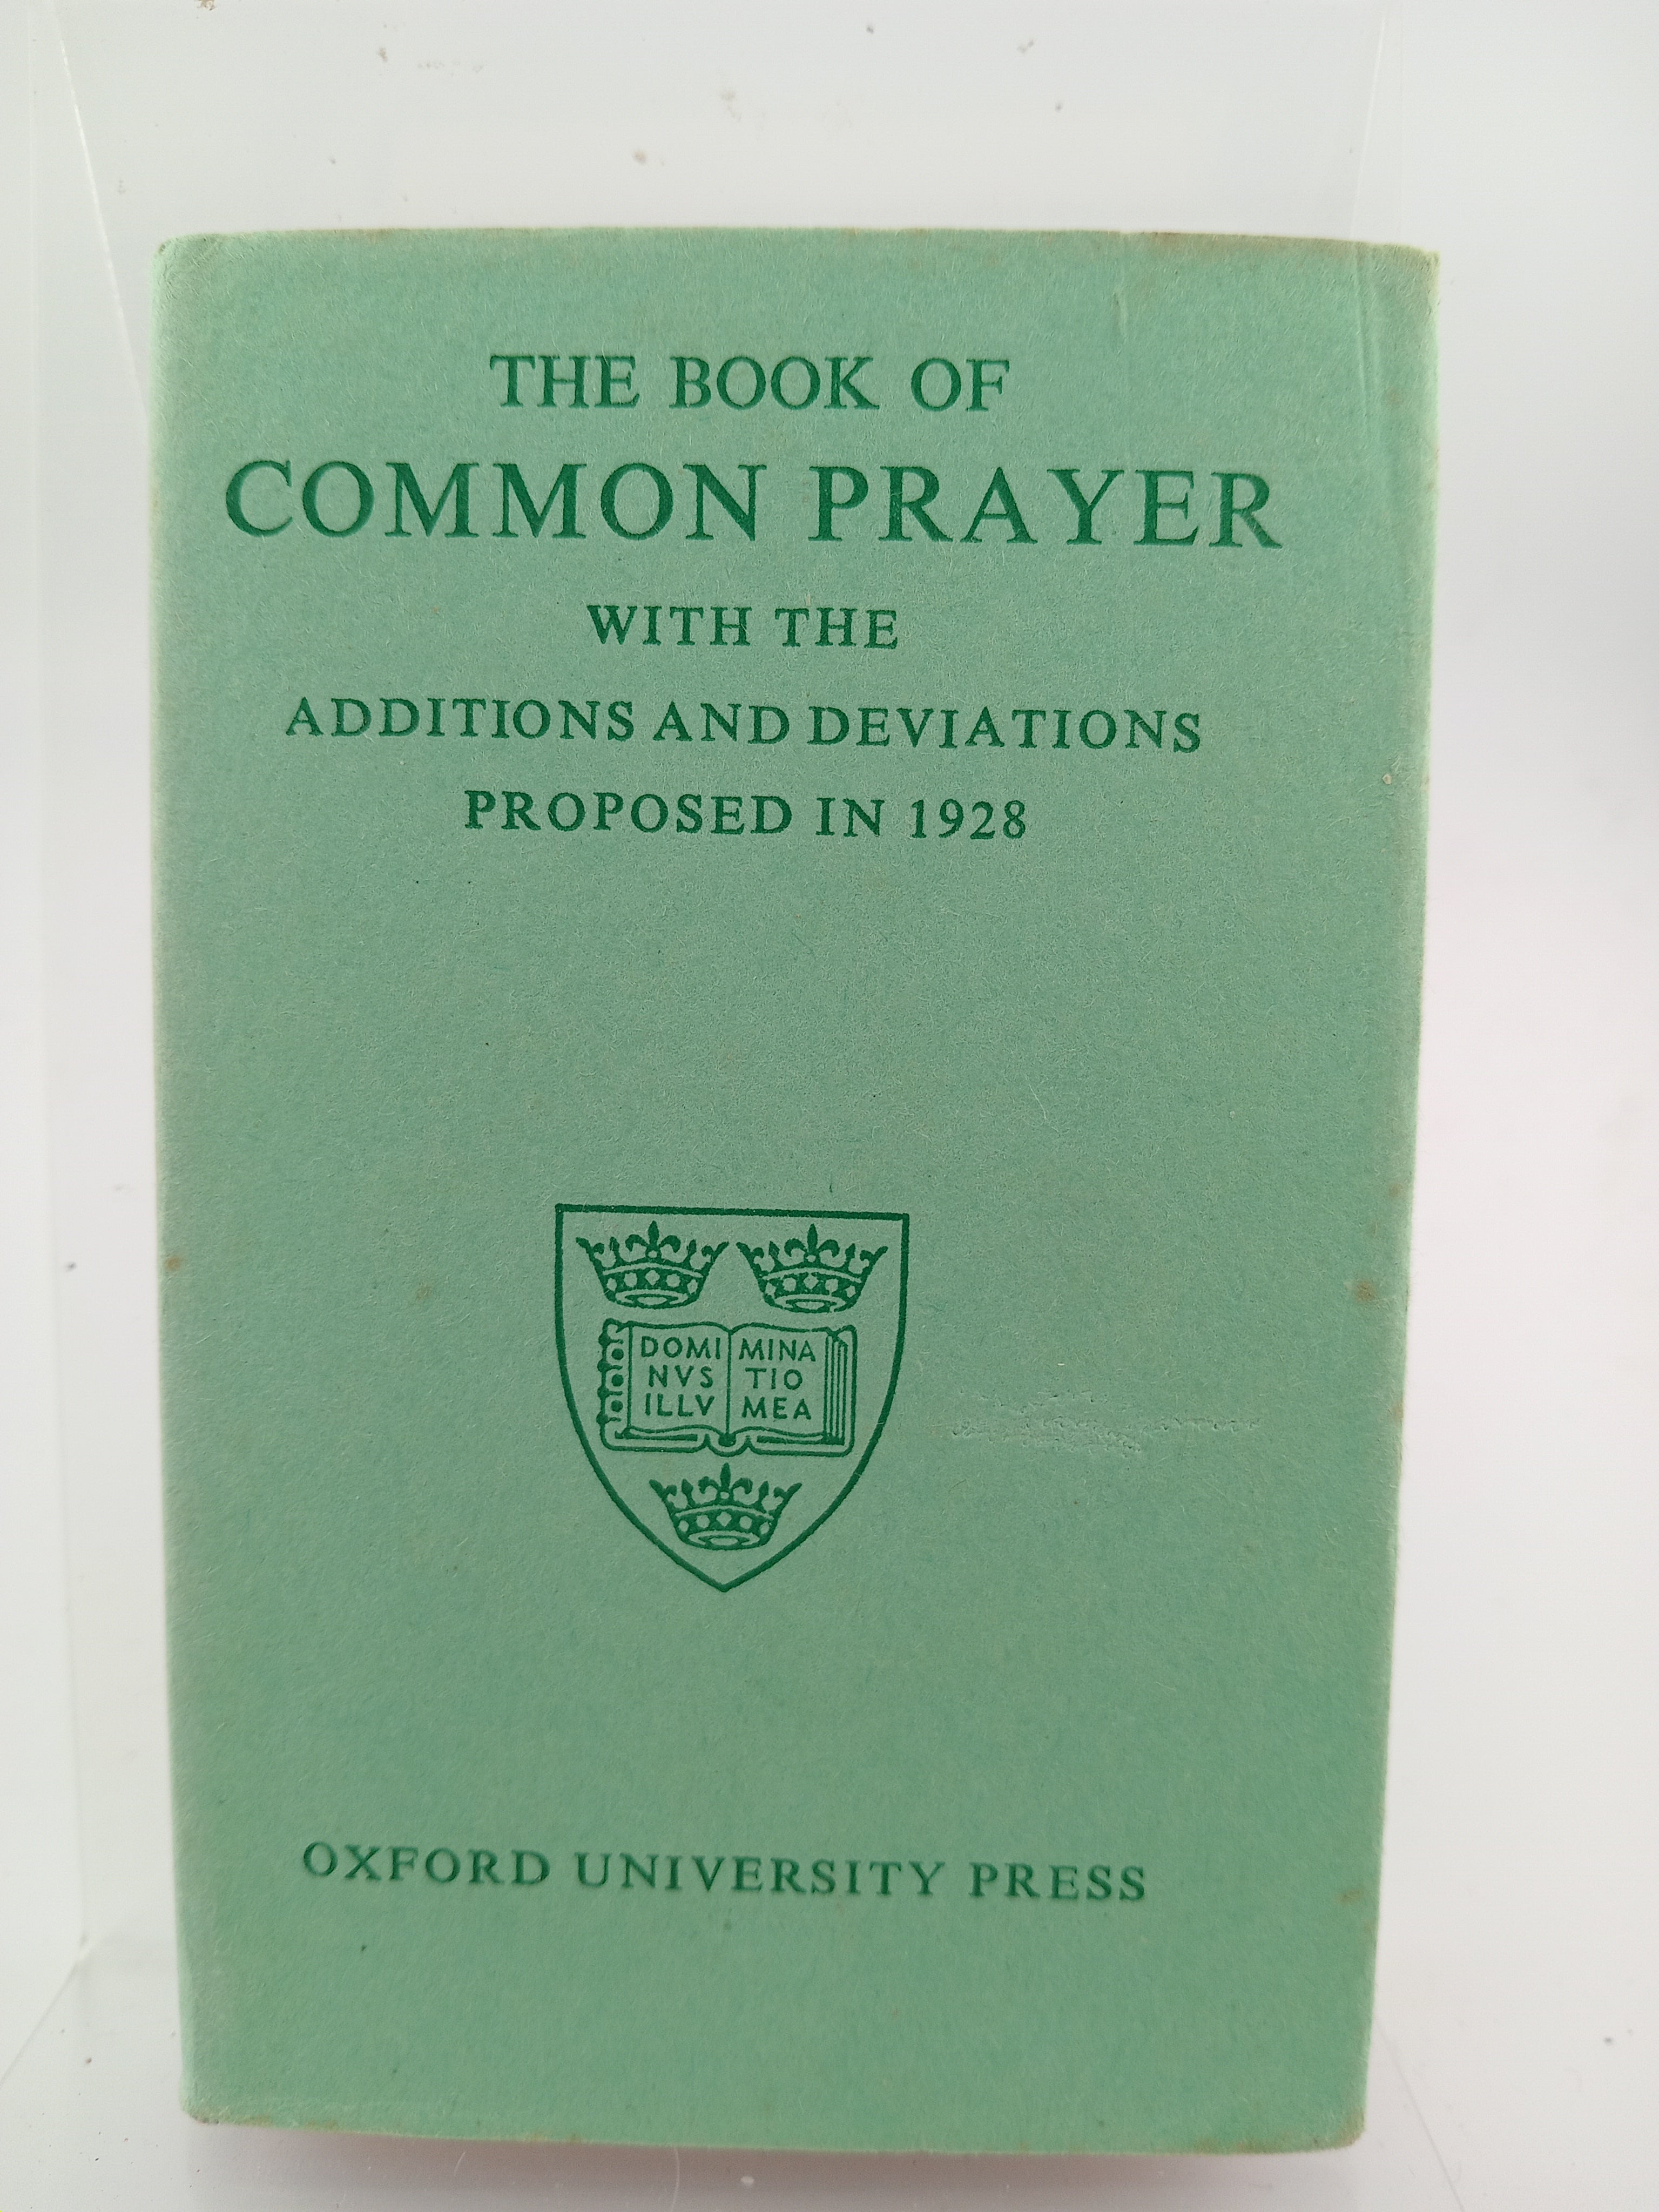 THE BOOK OF
COMMON PRAYER
WITH THE
ADDITIONS AND DEVIATIONS
PROPOSED IN 1928
DOMI
NVS
ILLV
MINA
TIO
MEA
OXFORD UNIVERSITY PRESS